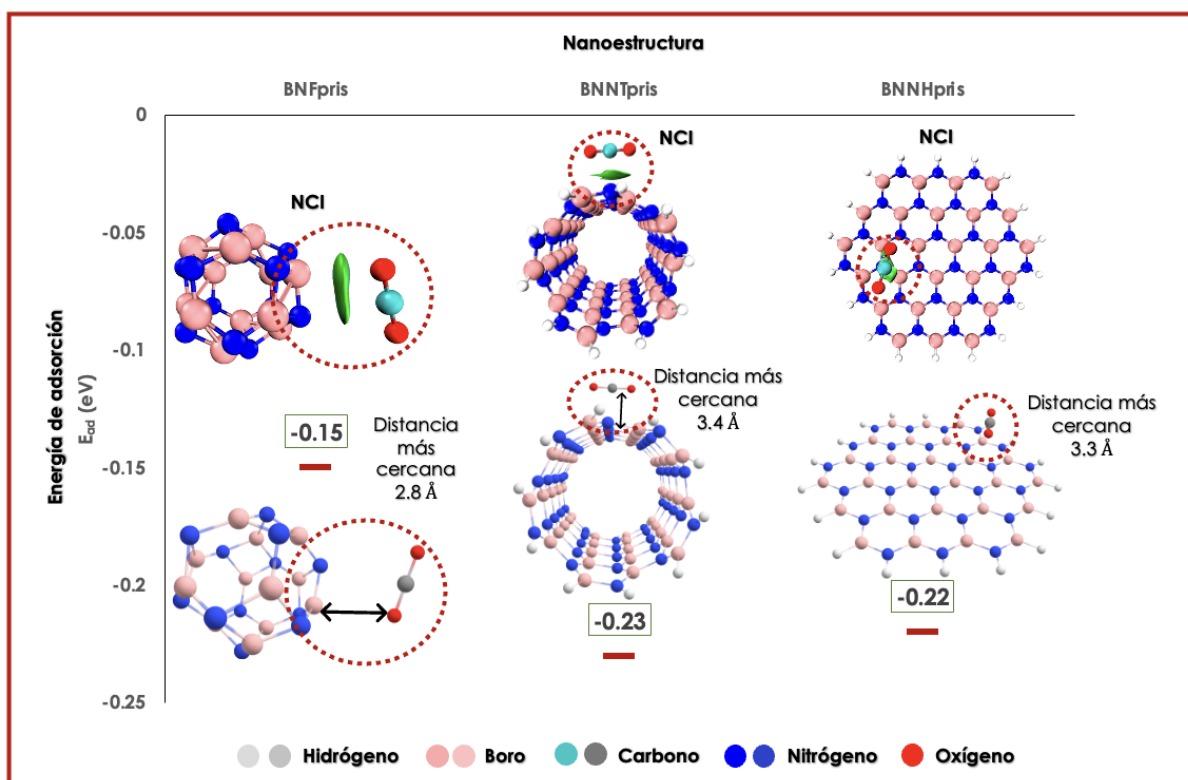 Nanoestructura
BNFpris
BNNTpris
BNNHpris
Energía de adsorción
E_ad (eV)
0
-0.05
-0.1
-0.15
-0.2
-0.25
NCI
NCI
NCI
-0.15
Distancia
más
cercana
2.8 Å
Distancia más
cercana
3.4 Å
-0.23
Distancia más
cercana
3.3 Å
-0.22
Hidrógeno
Boro
Carbono
Nitrógeno
Oxígeno